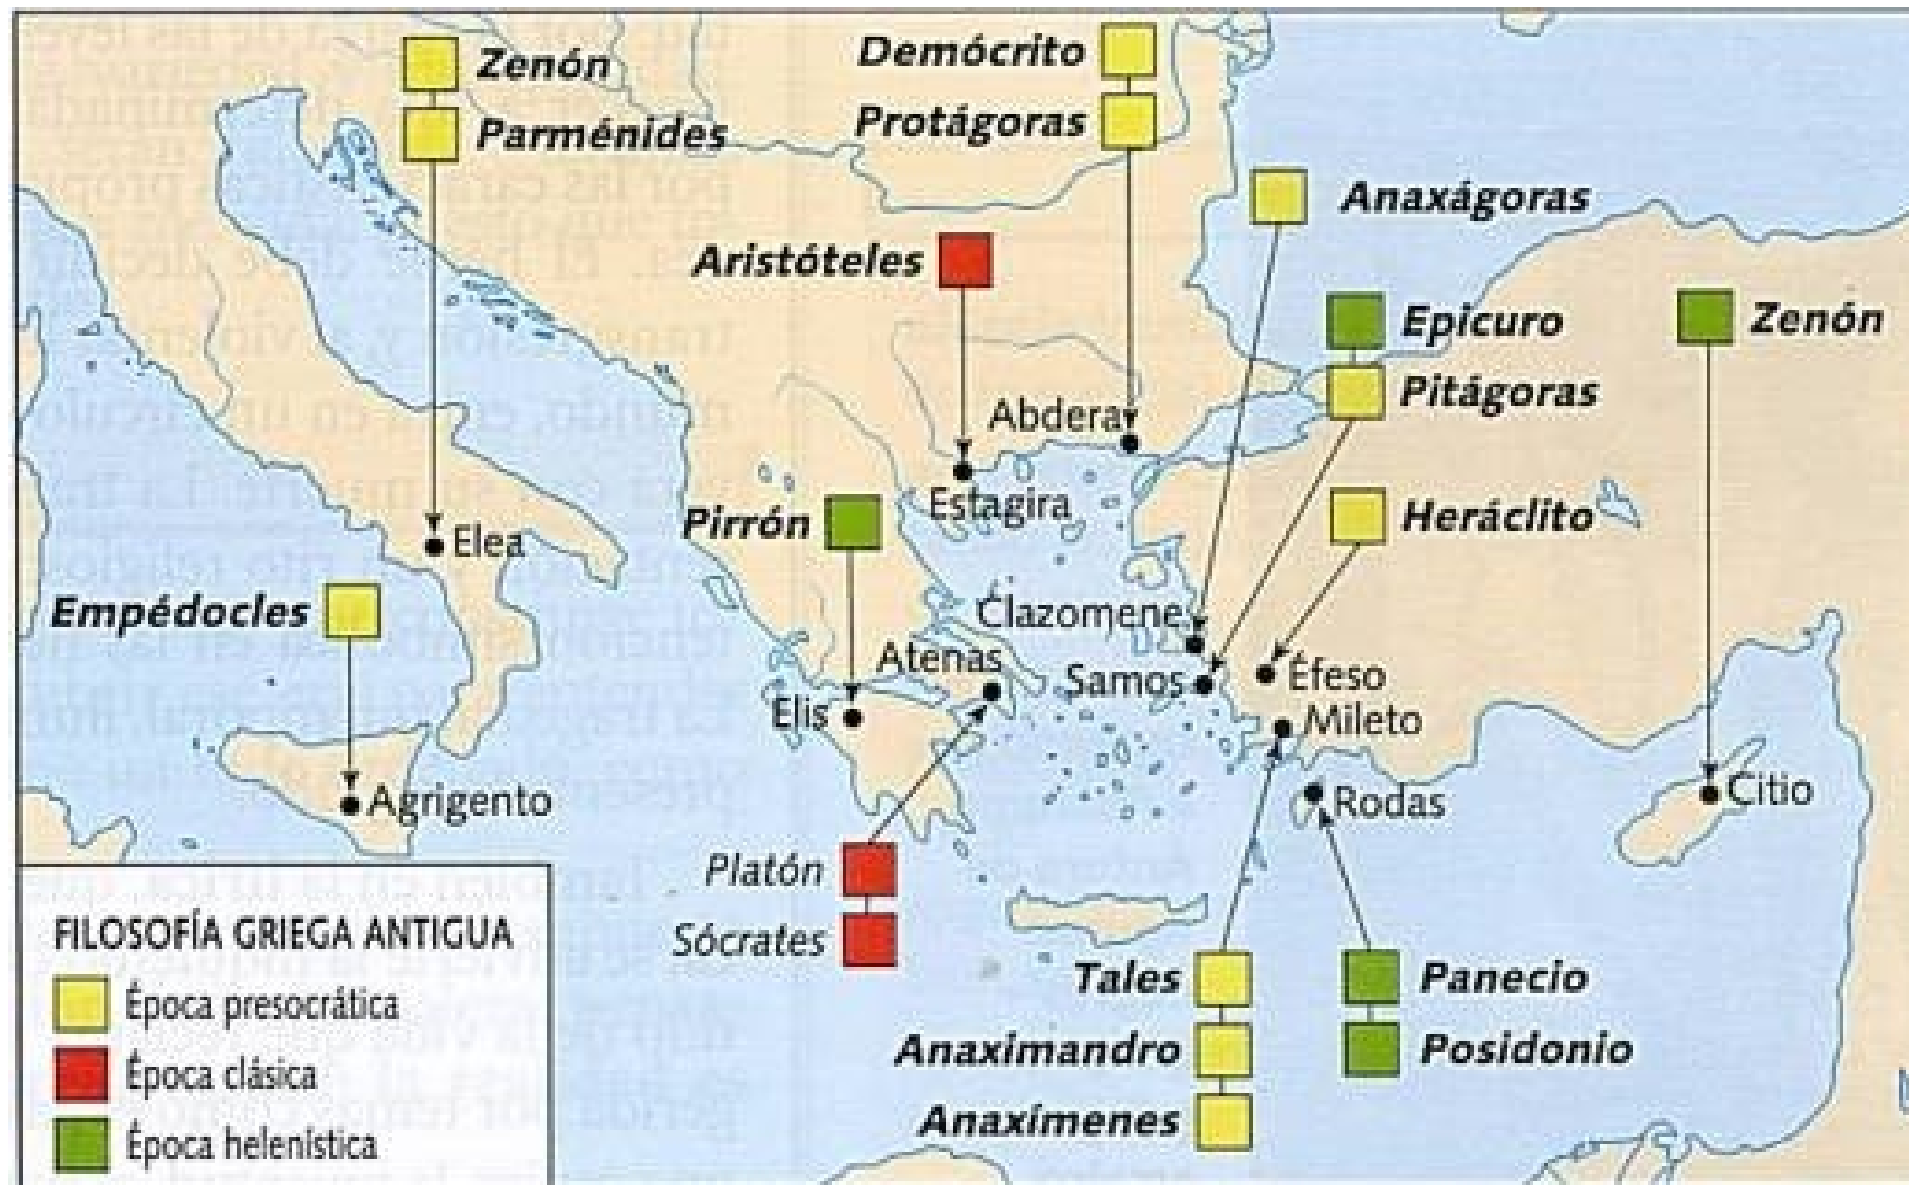 Zenón
Parménides
Demócrito
Protágoras
Anaxágoras
Aristóteles
Epicuro
Pitágoras
Zenón
Abdera
Estagira
Heráclito
Pirrón
Elea
Empédocles
Clazomene
Atenas
Samos
Éfeso
Elis
Mileto
Agrigento
Rodas
Citio
Platón
Sócrates
Tales
Anaximandro
Anaxímenes
Panecio
Posidonio
FILOSOFÍA GRIEGA ANTIGUA
Época presocrática
Época clásica
Época helenística